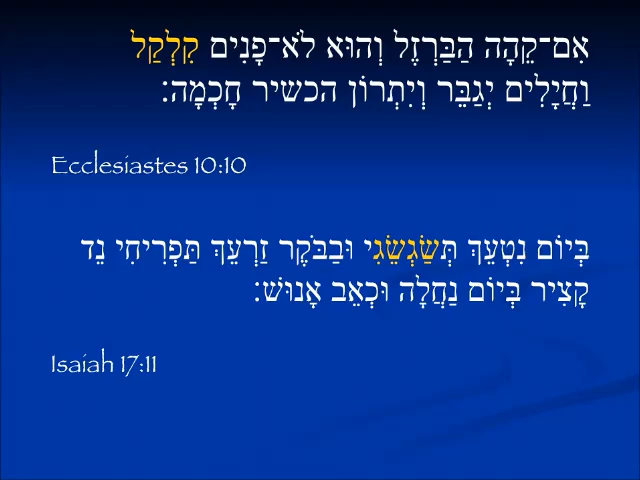 אִם־קֵהָה הַבַּרְזֶל וְהוּא לֹא־פָנִים קִלְקַל
וַחֲיָלִים יְגַבֵּר וְיִתְרוֹן הכשיר חָכְמָה׃
Ecclesiastes 10:10
בְּיוֹם נִטְעֵךְ תְּשַׂגְשֵׂגִי וּבַבֹּקֶר זַרְעֵךְ תַּפְרִיחִי נֵד
קָצִיר בְּיוֹם נַחֲלָה וּכְאֵב אָנוּשׁ׃
Isaiah 17:11